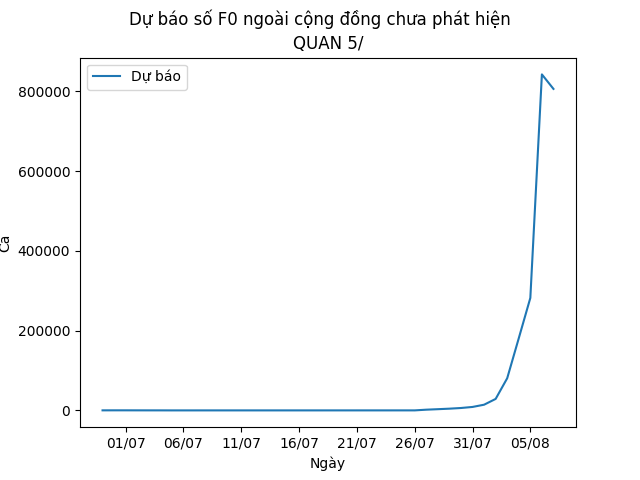 Dự báo số F0 ngoài cộng đồng chưa phát hiện
QUAN 5/
Dự báo
Ca
800000
600000
400000
200000
0
01/07 06/07 11/07 16/07 21/07 26/07 31/07 05/08
Ngày